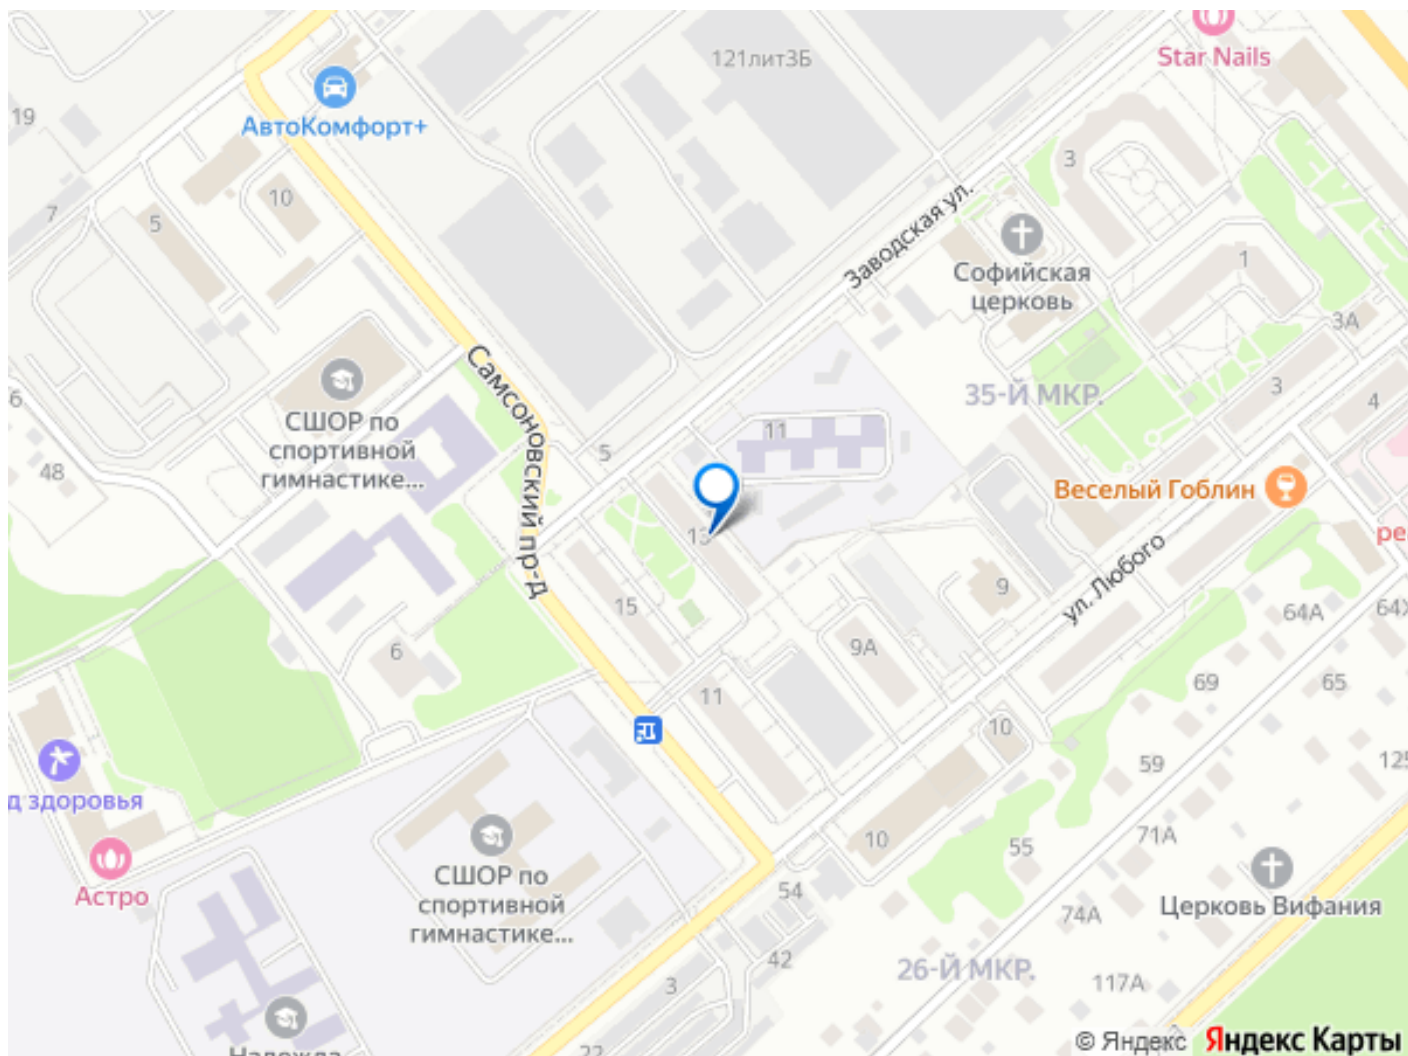 Star Nails
121лит3Б
19
АвтоКомфорт+
3
10
7
5
Заводская ул.
Софийская
церковь
1
3А
6
Самсоновский пр-д
СШОР по
спортивной
гимнастике...
35-Й МКР.
3
4
48
5
11
Веселый Гоблин
13
ул. Любого
9
15
64А
6
9А
69
65
11
10
59
д здоровья
10
71А
55
СШОР по
спортивной
гимнастике...
Астро
54
74А
Церковь Вифания
42
26-Й МКР.
3
117А
22
Надежда
© Яндекс Яндекс Карты